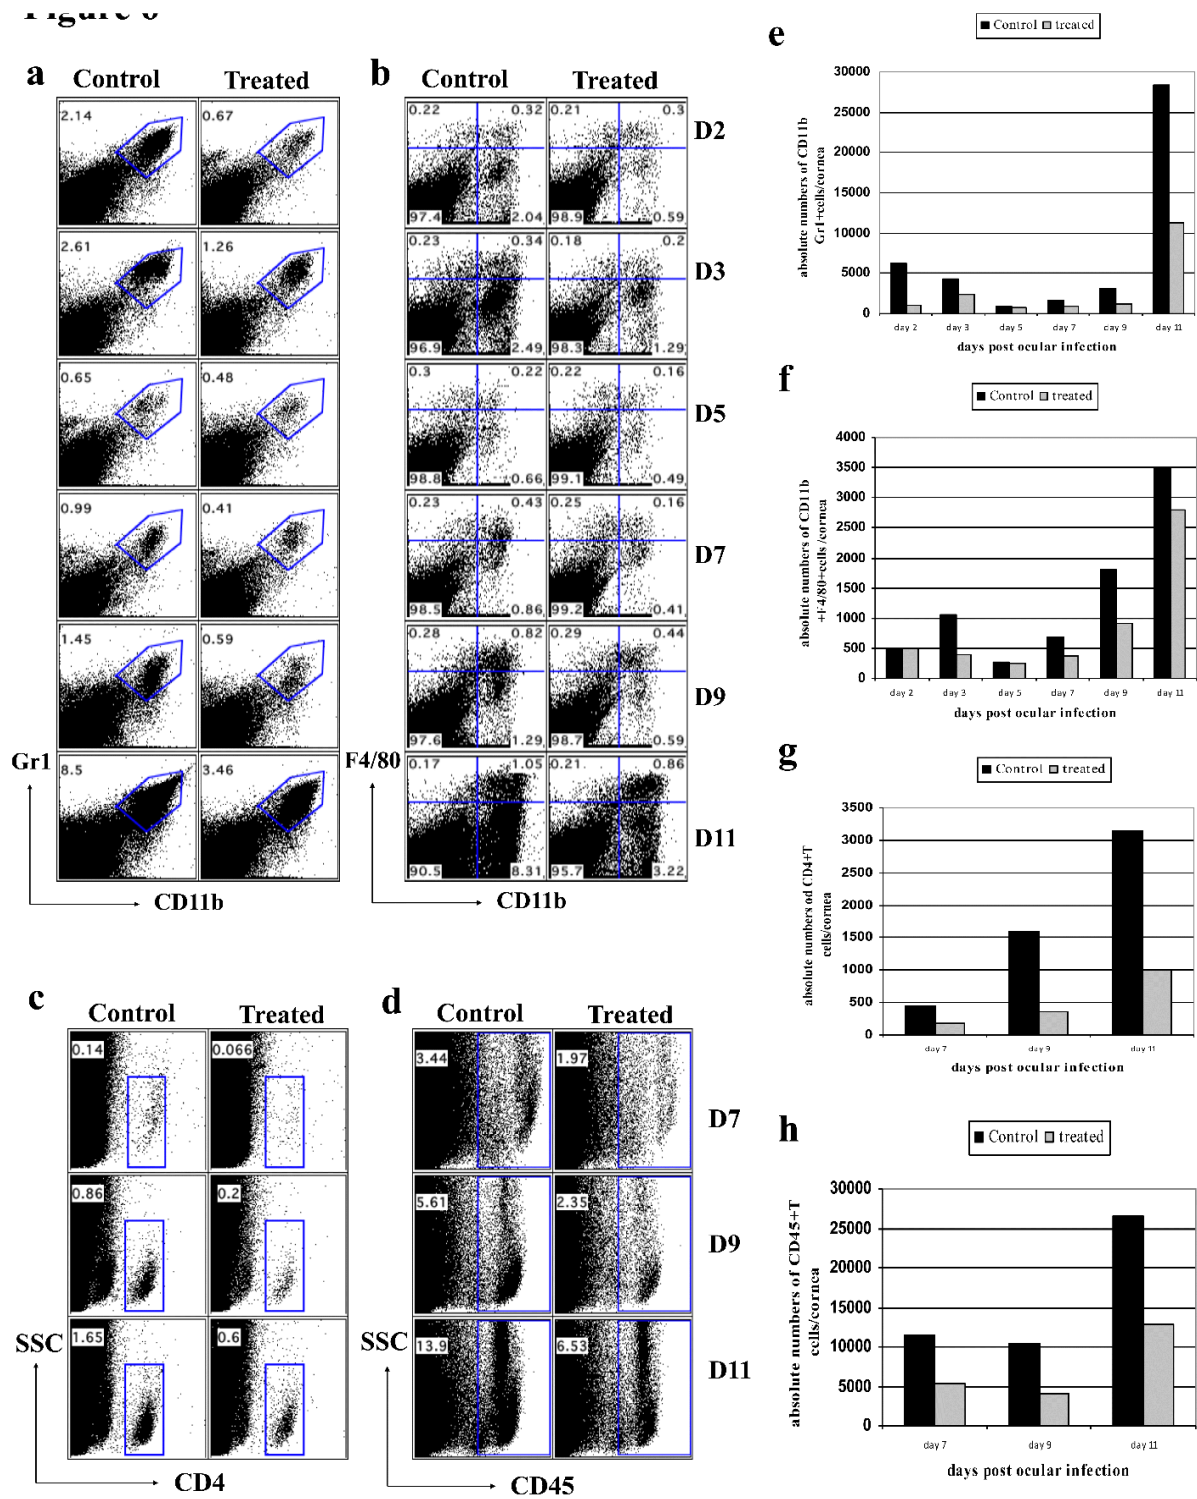 Figure 6
a Control Treated
2.14 0.67
2.61 1.26
0.65 0.48
0.99 0.41
1.45 0.59
8.5 3.46
Gr1
CD11b
b Control Treated
0.22 0.32 0.21 0.3
97.4 2.04 98.9 0.59
D2
0.23 0.34 0.18 0.2
96.9 2.49 98.3 1.29
D3
0.3 0.22 0.22 0.16
98.8 0.66 99.1 0.49
D5
0.23 0.43 0.25 0.16
98.5 0.86 99.2 0.41
D7
0.28 0.82 0.29 0.44
97.6 1.29 98.7 0.59
D9
0.17 1.05 0.21 0.86
90.5 8.31 95.7 3.22
D11
F4/80
CD11b
c Control Treated
0.14 0.066
0.86 0.2
1.65 0.6
SSC
CD4
d Control Treated
3.44 1.97
D7
5.61 2.35
D9
13.9 6.53
D11
SSC
CD45
e
Control treated
absolute numbers of CD11b
Gr1+cells/cornea
30000
25000
20000
15000
10000
5000
0
day 2 day 3 day 5 day 7 day 9 day 11
days post ocular infection
f
Control treated
absolute numbers of CD11b
+F4/80+cells /cornea
4000
3500
3000
2500
2000
1500
1000
500
0
day 2 day 3 day 5 day 7 day 9 day 11
days post ocular infection
g
Control treated
absolute numbers od CD4+T
cells/cornea
3500
3000
2500
2000
1500
1000
500
0
day 7 day 9 day 11
days post ocular infection
h
Control treated
absolute numbers of CD45+T
cells/cornea
30000
25000
20000
15000
10000
5000
0
day 7 day 9 day 11
days post ocular infection